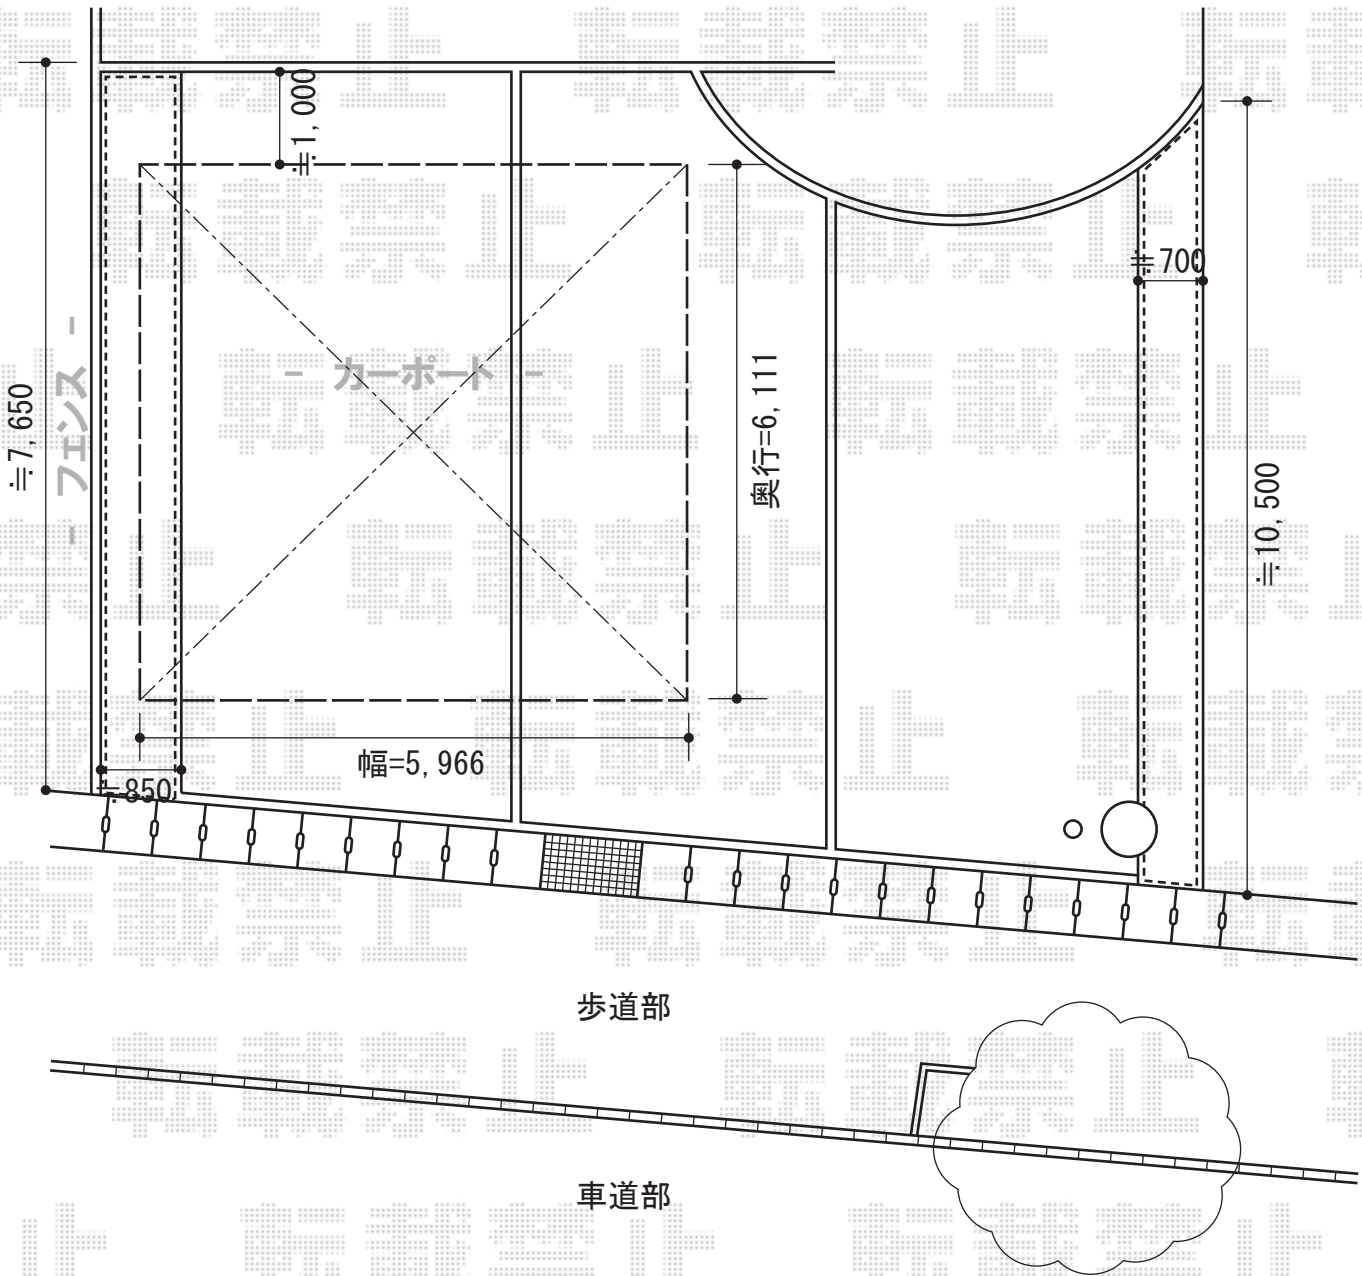 ≒1,000
≒700
- カーポート -
- フェンス -
≒7,650
奥行=6,111
≒10,500
幅=5,966
≒850
歩道部
車道部
転載禁止